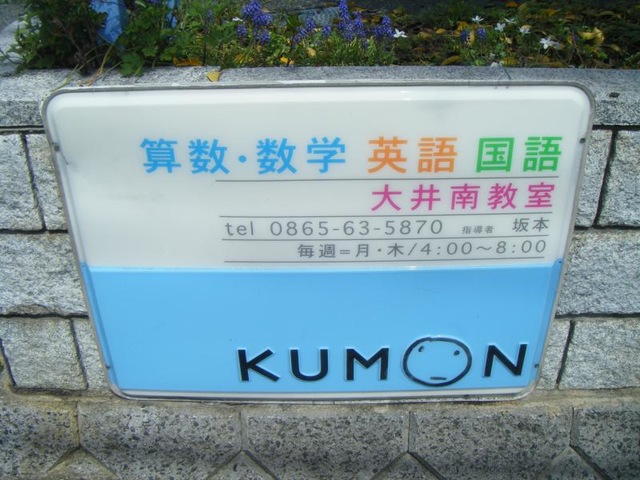 算数・数学 英語 国語
大井南教室
tel 0865-63-5870 指導者 坂本
毎週=月・木/4:00〜8:00
KUMON